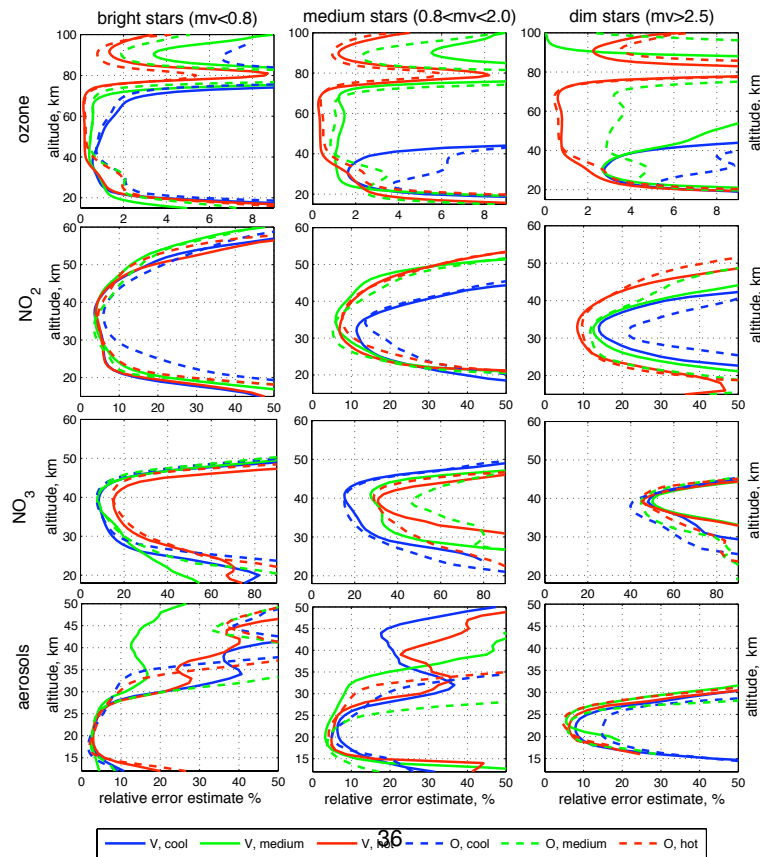 bright stars (mv<0.8) medium stars (0.8<mv<2.0) dim stars (mv>2.5)
ozone
alitude, km
100 80 60 40 20
0 2 4 6 8
100 80 60 40 20
0 2 4 6 8
100 80 60 40 20
0 2 4 6 8
altitude, km
NO2
altitude, km
60 50 40 30 20
0 10 20 30 40 50
60 50 40 30 20
0 10 20 30 40 50
60 50 40 30 20
0 10 20 30 40 50
altitude, km
NO3
altitude, km
60 50 40 30 20
0 20 40 60 80
60 50 40 30 20
0 20 40 60 80
60 50 40 30 20
0 20 40 60 80
altitude, km
aerosols
50 45 40 35 30 25 20 15
0 10 20 30 40 50
50 45 40 35 30 25 20 15
0 10 20 30 40 50
50 45 40 35 30 25 20 15
0 10 20 30 40 50
altitude, km
relative error estimate % relative error estimate, % relative error estimate, %
V, cool V, medium V, hot O, cool O, medium O, hot
36